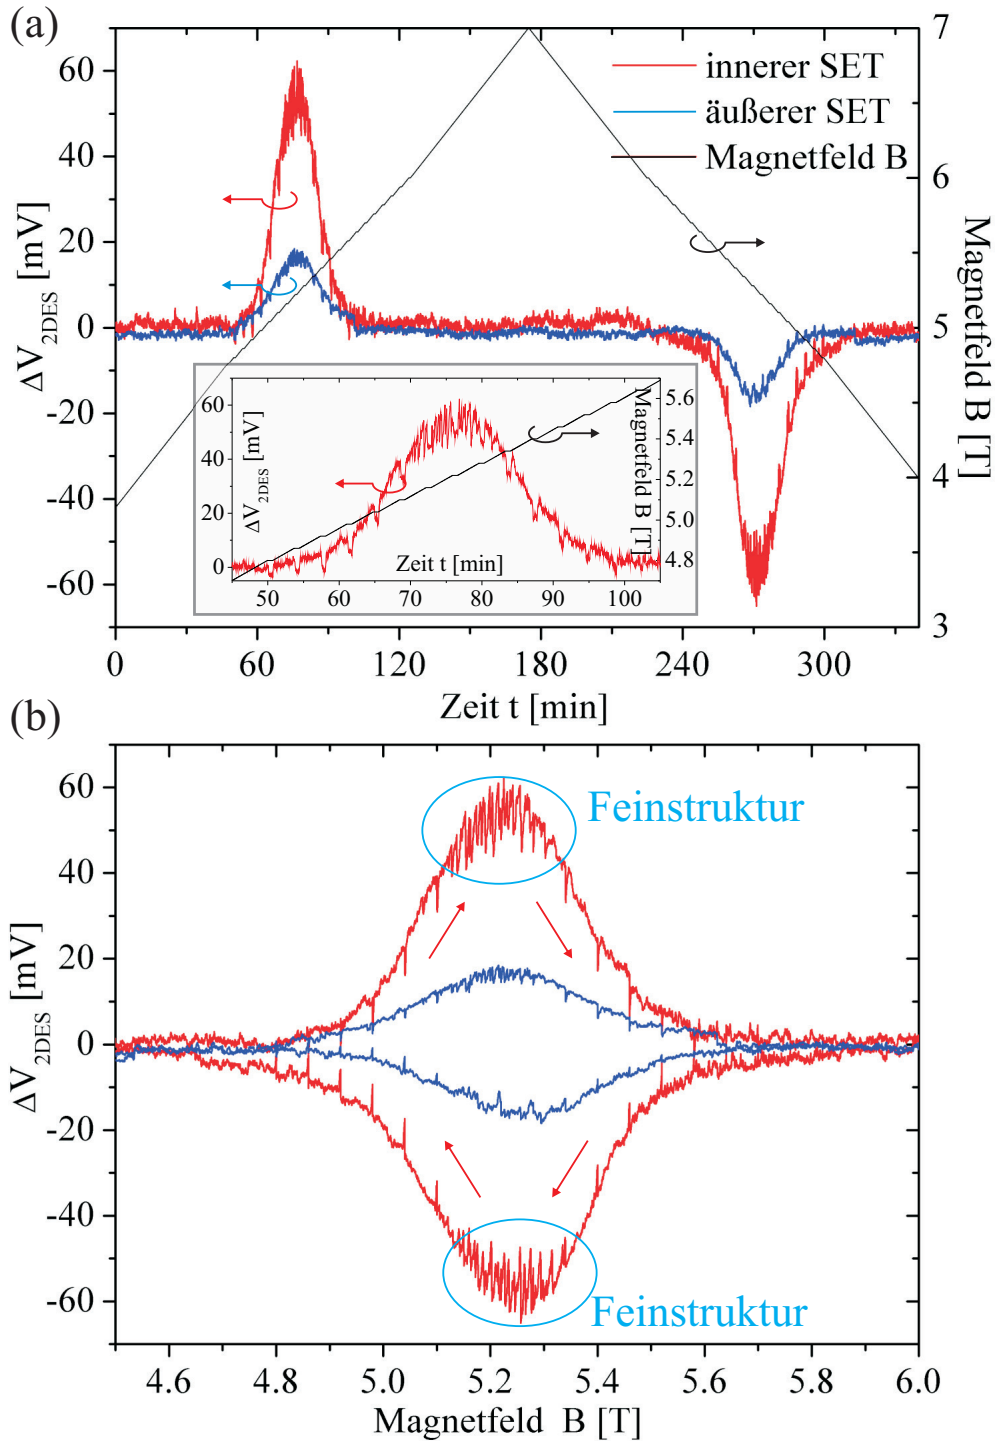 (a)
60
40
20
0
-20
-40
-60
ΔV2DES [mV]
innerer SET
äußerer SET
Magnetfeld B
7
6
5
4
3
Magnetfeld B [T]
60
40
20
0
ΔV2DES [mV]
5.6
5.4
5.2
5.0
4.8
Magnetfeld B [T]
Zeit t [min]
50 60 70 80 90 100
0 60 120 180 240 300
Zeit t [min]
(b)
60
40
20
0
-20
-40
-60
ΔV2DES [mV]
Feinstruktur
Feinstruktur
4.6 4.8 5.0 5.2 5.4 5.6 5.8 6.0
Magnetfeld B [T]